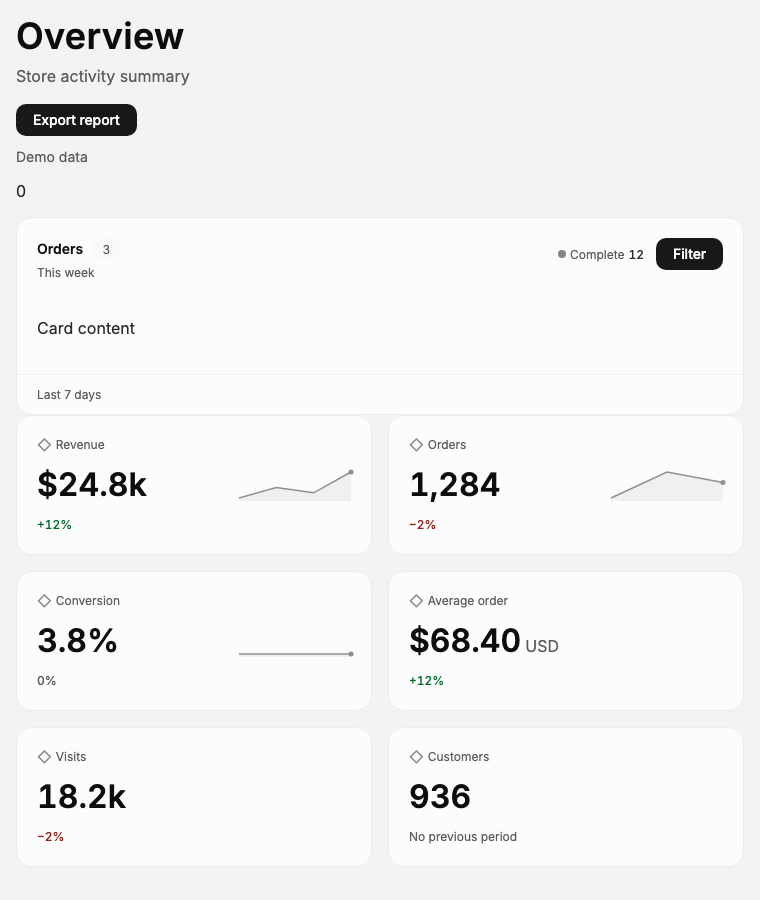 Overview
Store activity summary
Export report
Demo data
0
Orders 3
This week
Complete 12
Filter
Card content
Last 7 days
Revenue
$24.8k
+12%
Orders
1,284
−2%
Conversion
3.8%
0%
Average order
$68.40 USD
+12%
Visits
18.2k
−2%
Customers
936
No previous period